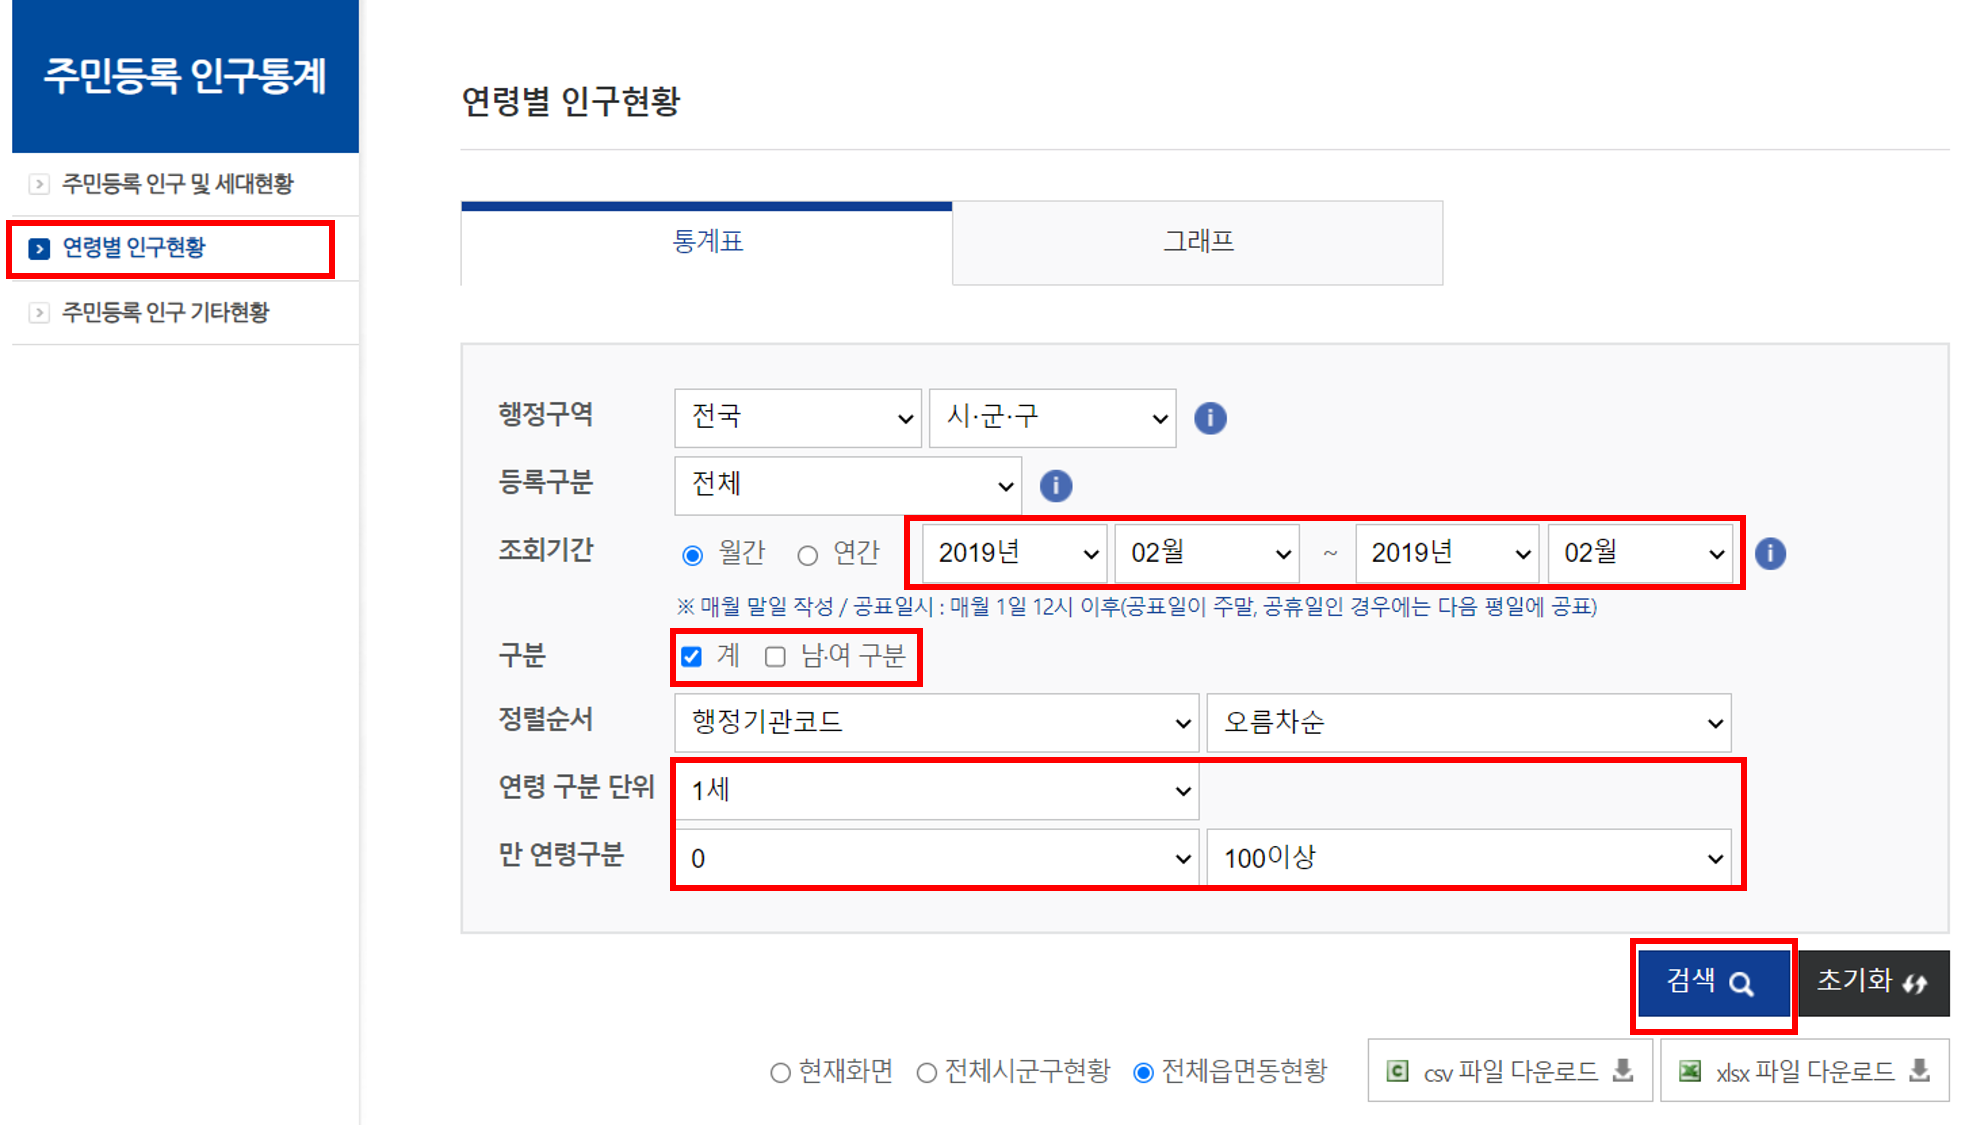 주민등록 인구통계
주민등록 인구 및 세대현황
연령별 인구현황
주민등록 인구 기타현황
연령별 인구현황
통계표 그래프
행정구역 전국 시·군·구
등록구분 전체
조회기간 월간 연간 2019년 02월 ~ 2019년 02월
※ 매월 말일 작성 / 공표일시 : 매월 1일 12시 이후(공표일이 주말, 공휴일인 경우에는 다음 평일에 공표)
구분 계 남·여 구분
정렬순서 행정기관코드 오름차순
연령 구분 단위 1세
만 연령구분 0 100이상
검색 초기화
현재화면 전체시군구현황 전체읍면동현황 csv 파일 다운로드 xlsx 파일 다운로드